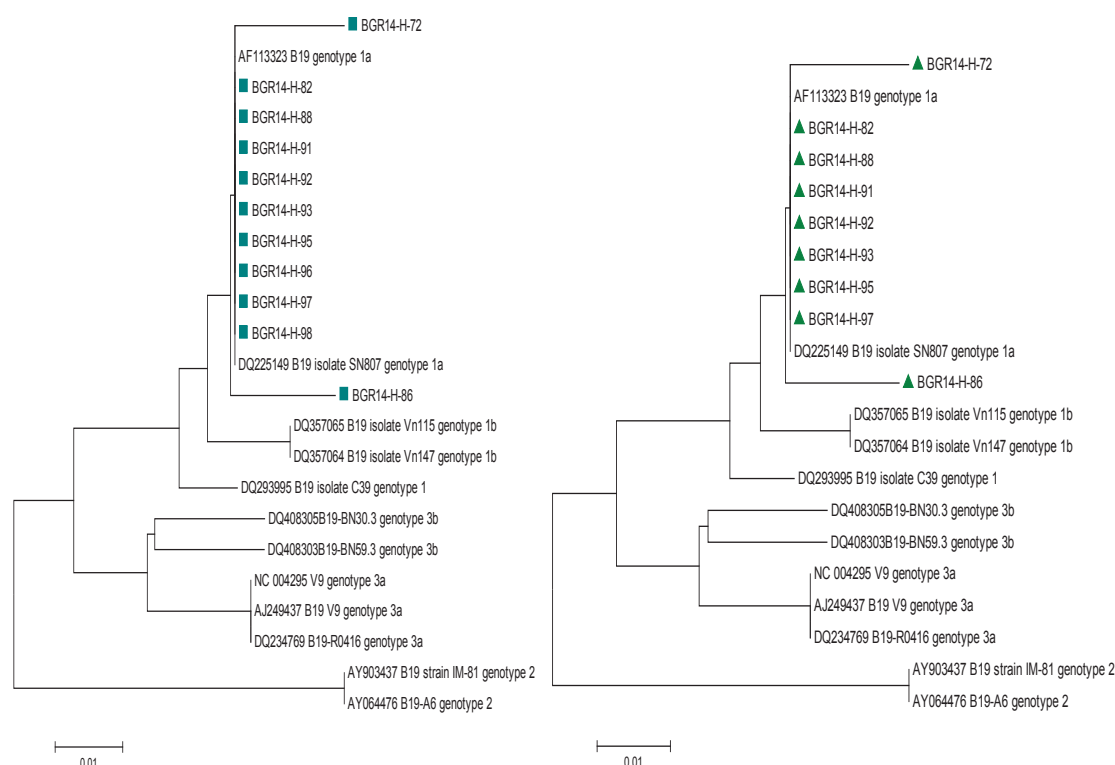 BGR14-H-72
AF113323 B19 genotype 1a
BGR14-H-82
BGR14-H-88
BGR14-H-91
BGR14-H-92
BGR14-H-93
BGR14-H-95
BGR14-H-96
BGR14-H-97
BGR14-H-98
DQ225149 B19 isolate SN807 genotype 1a
BGR14-H-86
DQ357065 B19 isolate Vn115 genotype 1b
DQ357064 B19 isolate Vn147 genotype 1b
DQ293995 B19 isolate C39 genotype 1
DQ408305B19-BN30.3 genotype 3b
DQ408303B19-BN59.3 genotype 3b
NC 004295 V9 genotype 3a
AJ249437 B19 V9 genotype 3a
DQ234769 B19-R0416 genotype 3a
AY903437 B19 strain IM-81 genotype 2
AY064476 B19-A6 genotype 2
0.01
BGR14-H-72
AF113323 B19 genotype 1a
BGR14-H-82
BGR14-H-88
BGR14-H-91
BGR14-H-92
BGR14-H-93
BGR14-H-95
BGR14-H-97
DQ225149 B19 isolate SN807 genotype 1a
BGR14-H-86
DQ357065 B19 isolate Vn115 genotype 1b
DQ357064 B19 isolate Vn147 genotype 1b
DQ293995 B19 isolate C39 genotype 1
DQ408305B19-BN30.3 genotype 3b
DQ408303B19-BN59.3 genotype 3b
NC 004295 V9 genotype 3a
AJ249437 B19 V9 genotype 3a
DQ234769 B19-R0416 genotype 3a
AY903437 B19 strain IM-81 genotype 2
AY064476 B19-A6 genotype 2
0.01